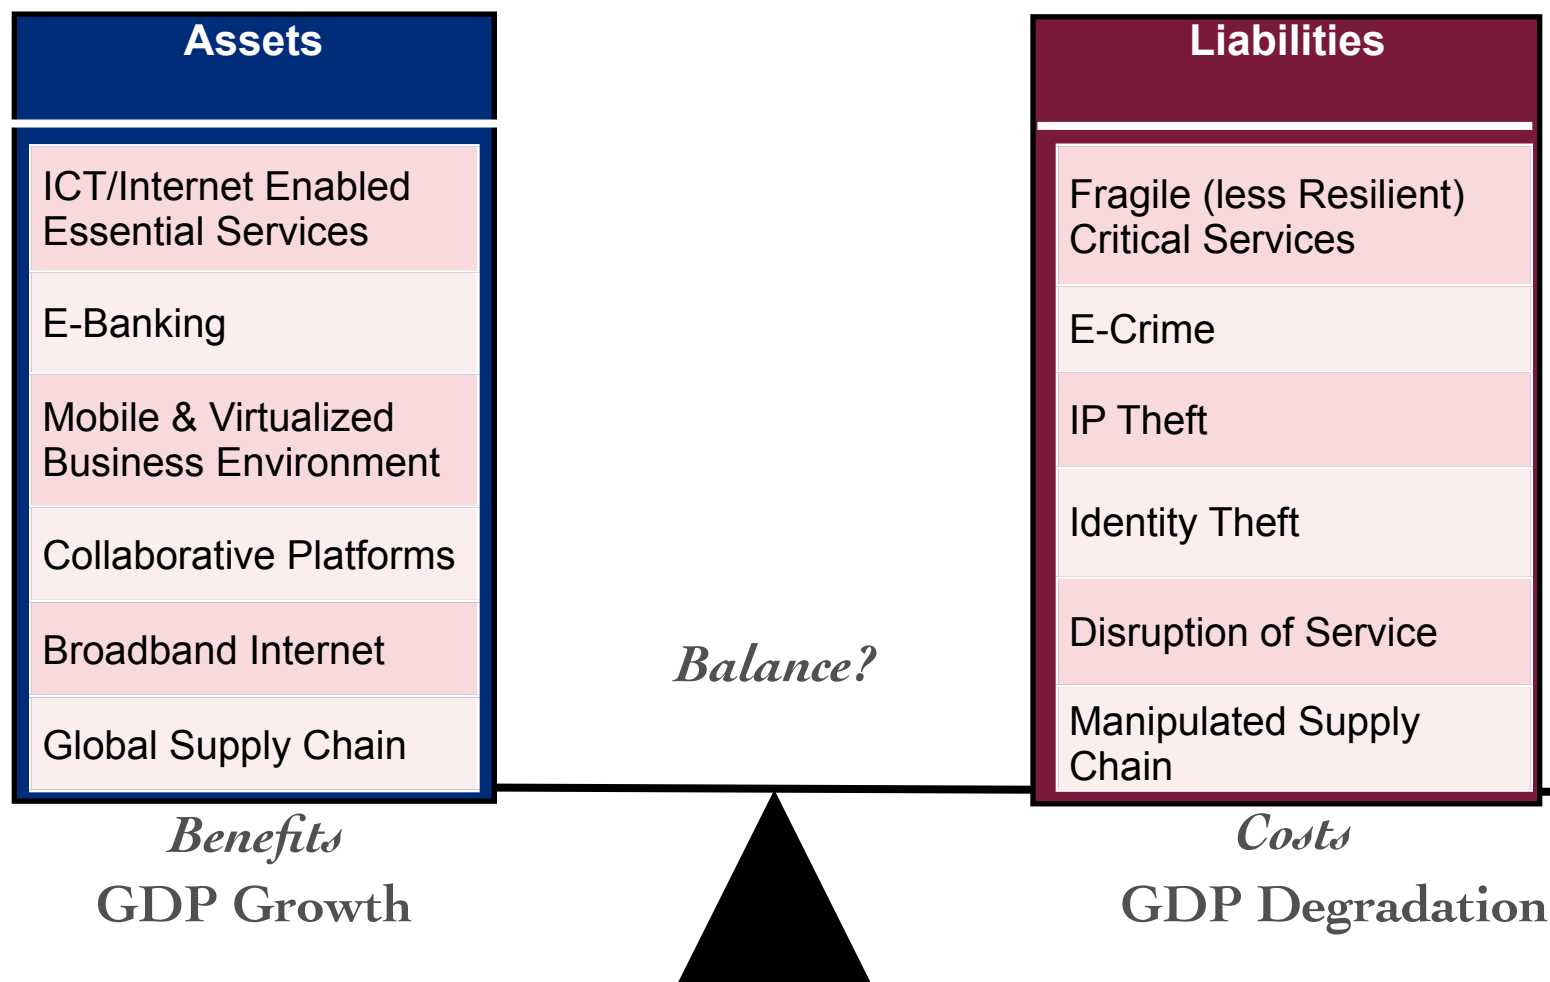 Assets
ICT/Internet Enabled
Essential Services
E-Banking
Mobile & Virtualized
Business Environment
Collaborative Platforms
Broadband Internet
Global Supply Chain
Benefits
GDP Growth
Balance?
Liabilities
Fragile (less Resilient)
Critical Services
E-Crime
IP Theft
Identity Theft
Disruption of Service
Manipulated Supply
Chain
Costs
GDP Degradation